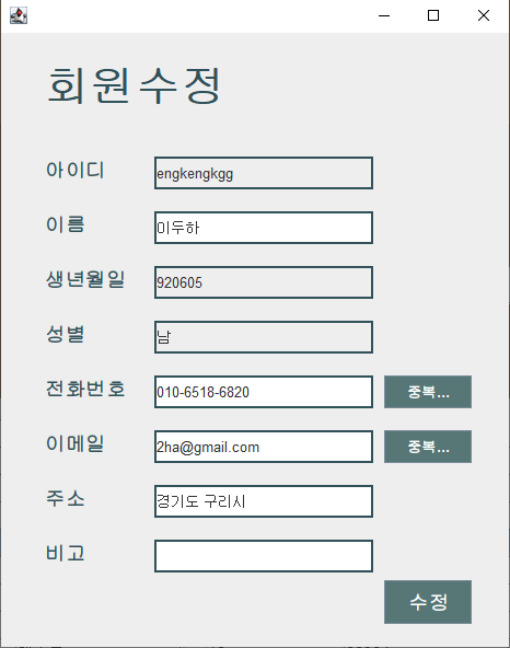 회원수정
아이디 engkengkgg
이름 이두하
생년월일 920605
성별 남
전화번호 010-6518-6820 중복...
이메일 2ha@gmail.com 중복...
주소 경기도 구리시
비고
수정